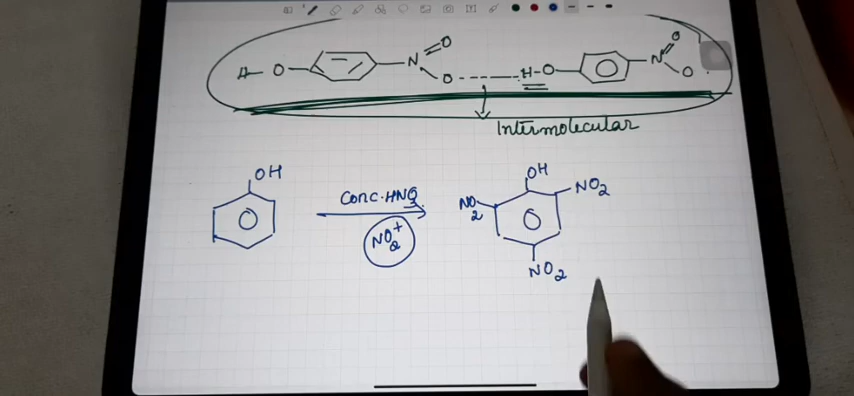 H-O N=O O ---- H-O N=O O
Intermolecular
OH Conc.HNO3 NO2+ OH NO2 NO2 NO2